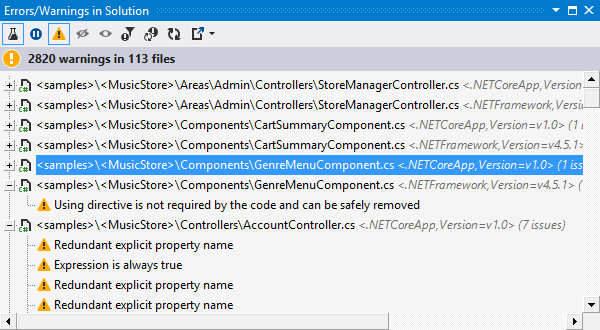 Errors/Warnings in Solution
2820 warnings in 113 files
<samples>\<MusicStore>\Areas\Admin\Controllers\StoreManagerController.cs <.NETCoreApp,Version
<samples>\<MusicStore>\Areas\Admin\Controllers\StoreManagerController.cs <.NETFramework,Version
<samples>\<MusicStore>\Components\CartSummaryComponent.cs <.NETCoreApp,Version=v1.0> (1 i
<samples>\<MusicStore>\Components\CartSummaryComponent.cs <.NETFramework,Version=v4.5.1>
<samples>\<MusicStore>\Components\GenreMenuComponent.cs <.NETCoreApp,Version=v1.0> (1 iss
<samples>\<MusicStore>\Components\GenreMenuComponent.cs <.NETFramework,Version=v4.5.1> (
Using directive is not required by the code and can be safely removed
<samples>\<MusicStore>\Controllers\AccountController.cs <.NETCoreApp,Version=v1.0> (7 issues)
Redundant explicit property name
Expression is always true
Redundant explicit property name
Redundant explicit property name